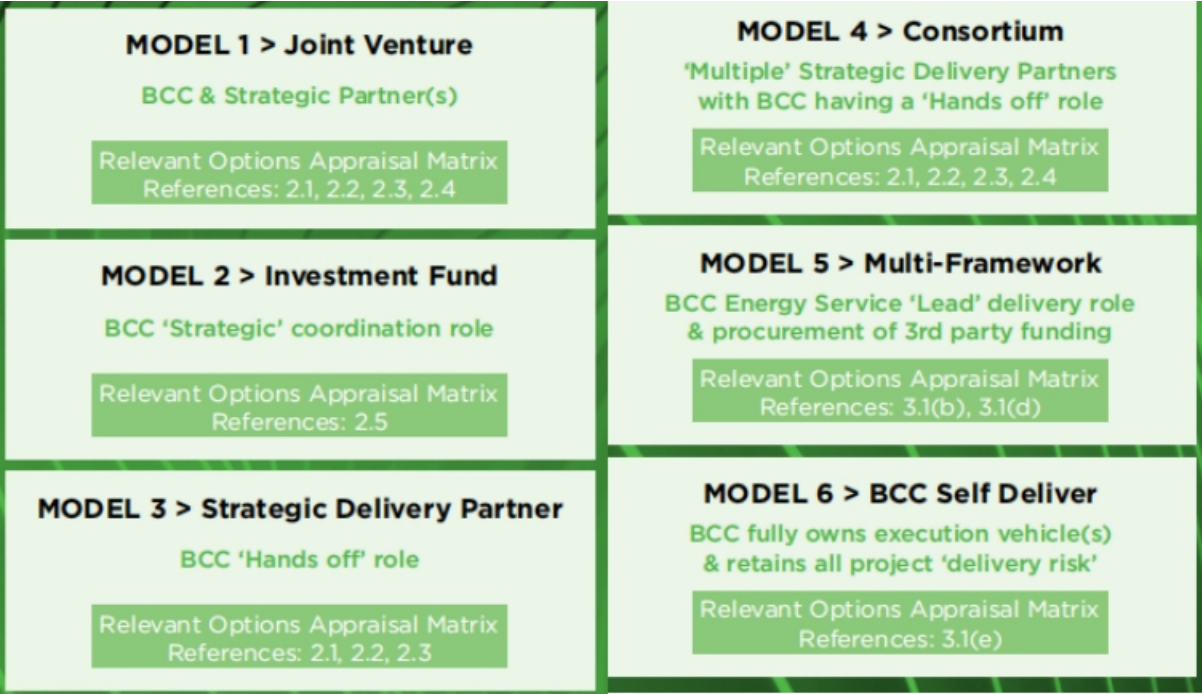 MODEL 1 > Joint Venture
BCC & Strategic Partner(s)
Relevant Options Appraisal Matrix
References: 2.1, 2.2, 2.3, 2.4
MODEL 2 > Investment Fund
BCC ‘Strategic’ coordination role
Relevant Options Appraisal Matrix
References: 2.5
MODEL 3 > Strategic Delivery Partner
BCC ‘Hands off’ role
Relevant Options Appraisal Matrix
References: 2.1, 2.2, 2.3
MODEL 4 > Consortium
‘Multiple’ Strategic Delivery Partners
with BCC having a ‘Hands off’ role
Relevant Options Appraisal Matrix
References: 2.1, 2.2, 2.3, 2.4
MODEL 5 > Multi-Framework
BCC Energy Service ‘Lead’ delivery role
& procurement of 3rd party funding
Relevant Options Appraisal Matrix
References: 3.1(b), 3.1(d)
MODEL 6 > BCC Self Deliver
BCC fully owns execution vehicle(s)
& retains all project ‘delivery risk’
Relevant Options Appraisal Matrix
References: 3.1(e)